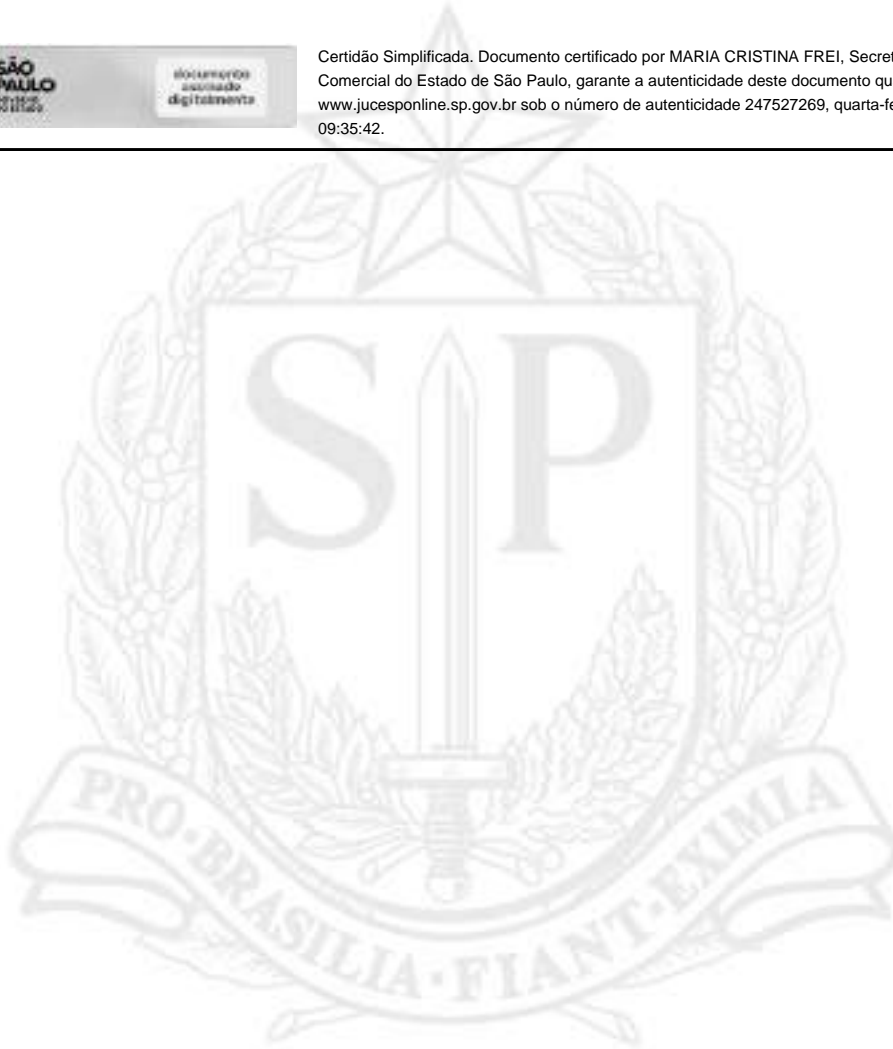 SÃO
PAULO
documento
assinado
digitalmente
Certidão Simplificada. Documento certificado por MARIA CRISTINA FREI, Secret
Comercial do Estado de São Paulo, garante a autenticidade deste documento qu
www.jucesponline.sp.gov.br sob o número de autenticidade 247527269, quarta-fe
09:35:42.
S P
PRO·BRASILIA·FIANT·EXIMIA